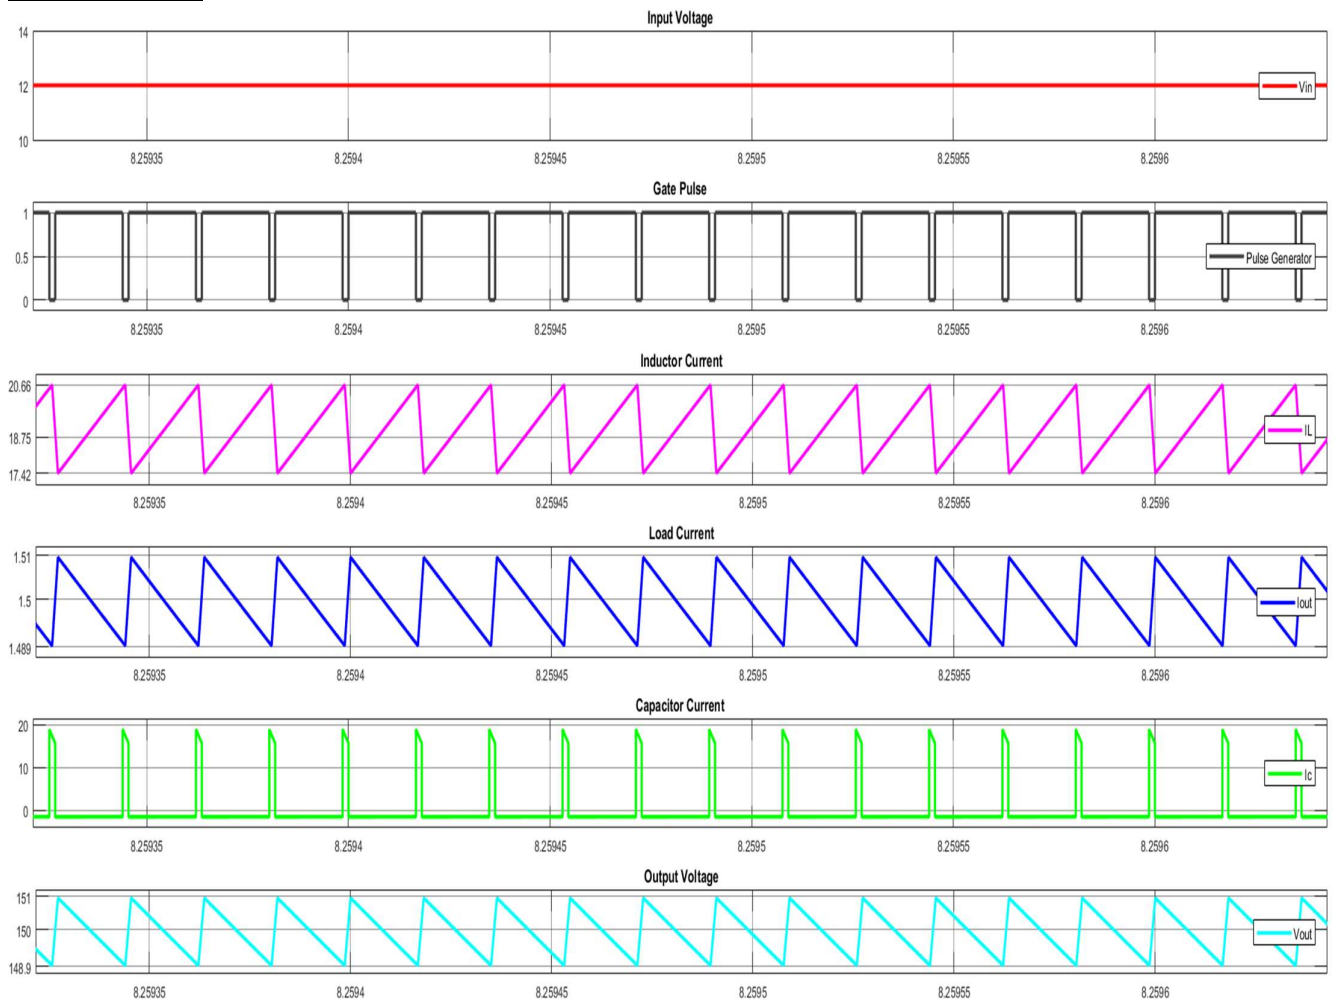 Input Voltage
14
12
10
Vin
8.25935 8.2594 8.25945 8.2595 8.25955 8.2596
Gate Pulse
1
0.5
0
Pulse Generator
8.25935 8.2594 8.25945 8.2595 8.25955 8.2596
Inductor Current
20.66
18.75
17.42
IL
8.25935 8.2594 8.25945 8.2595 8.25955 8.2596
Load Current
1.51
1.5
1.489
Iout
8.25935 8.2594 8.25945 8.2595 8.25955 8.2596
Capacitor Current
20
10
0
Ic
8.25935 8.2594 8.25945 8.2595 8.25955 8.2596
Output Voltage
151
150
148.9
Vout
8.25935 8.2594 8.25945 8.2595 8.25955 8.2596